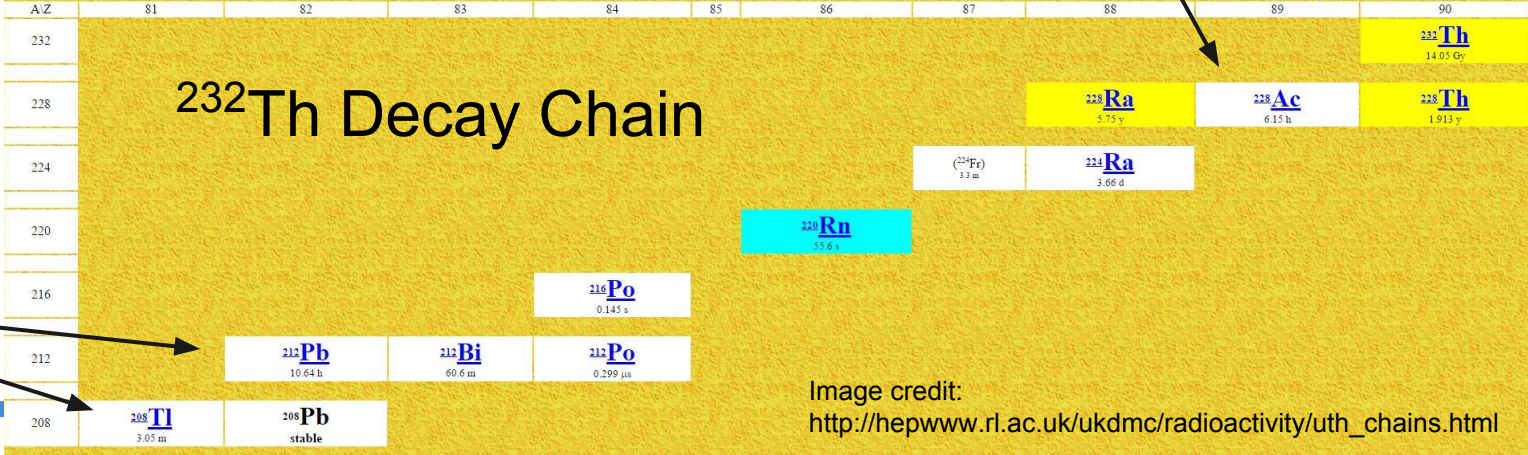 A\Z 81 82 83 84 85 86 87 88 89 90
232 ²³²Th
14.05 Gy
²³²Th Decay Chain
228 ²²⁸Ra ²²⁸Ac ²²⁸Th
5.75 y 6.15 h 1.913 y
224 (²²⁴Fr) ²²⁴Ra
3.3 m 3.66 d
220 ²²⁰Rn
55.6 s
216 ²¹⁶Po
0.145 s
212 ²¹²Pb ²¹²Bi ²¹²Po
10.64 h 60.6 m 0.299 μs
208 ²⁰⁸Tl ²⁰⁸Pb
3.05 m stable
Image credit:
http://hepwww.rl.ac.uk/ukdmc/radioactivity/uth_chains.html